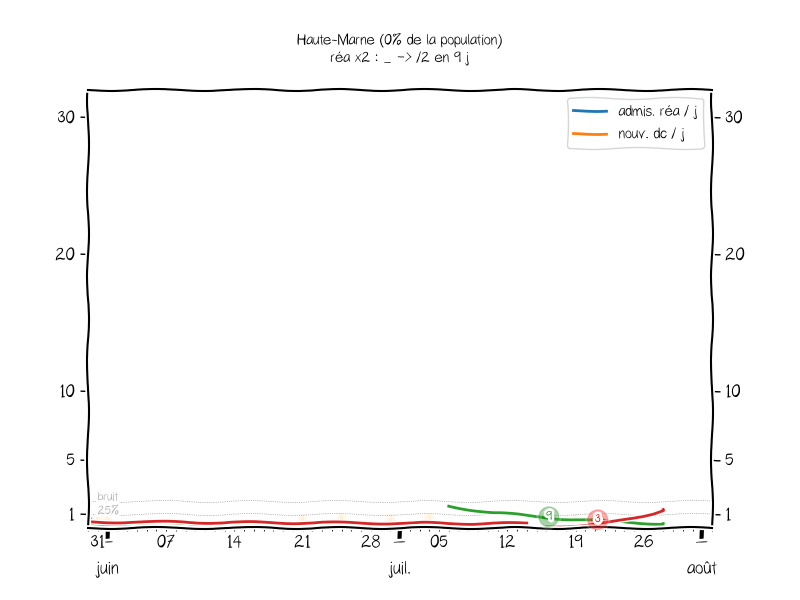 Haute-Marne (0% de la population)
réa x2 : _ -> /2 en 9 j
admis. réa / j
nouv. dc / j
30
30
20
20
10
10
5
5
bruit
25%
1
1
9
3
31
07
14
21
28
05
12
19
26
juin
juil.
août